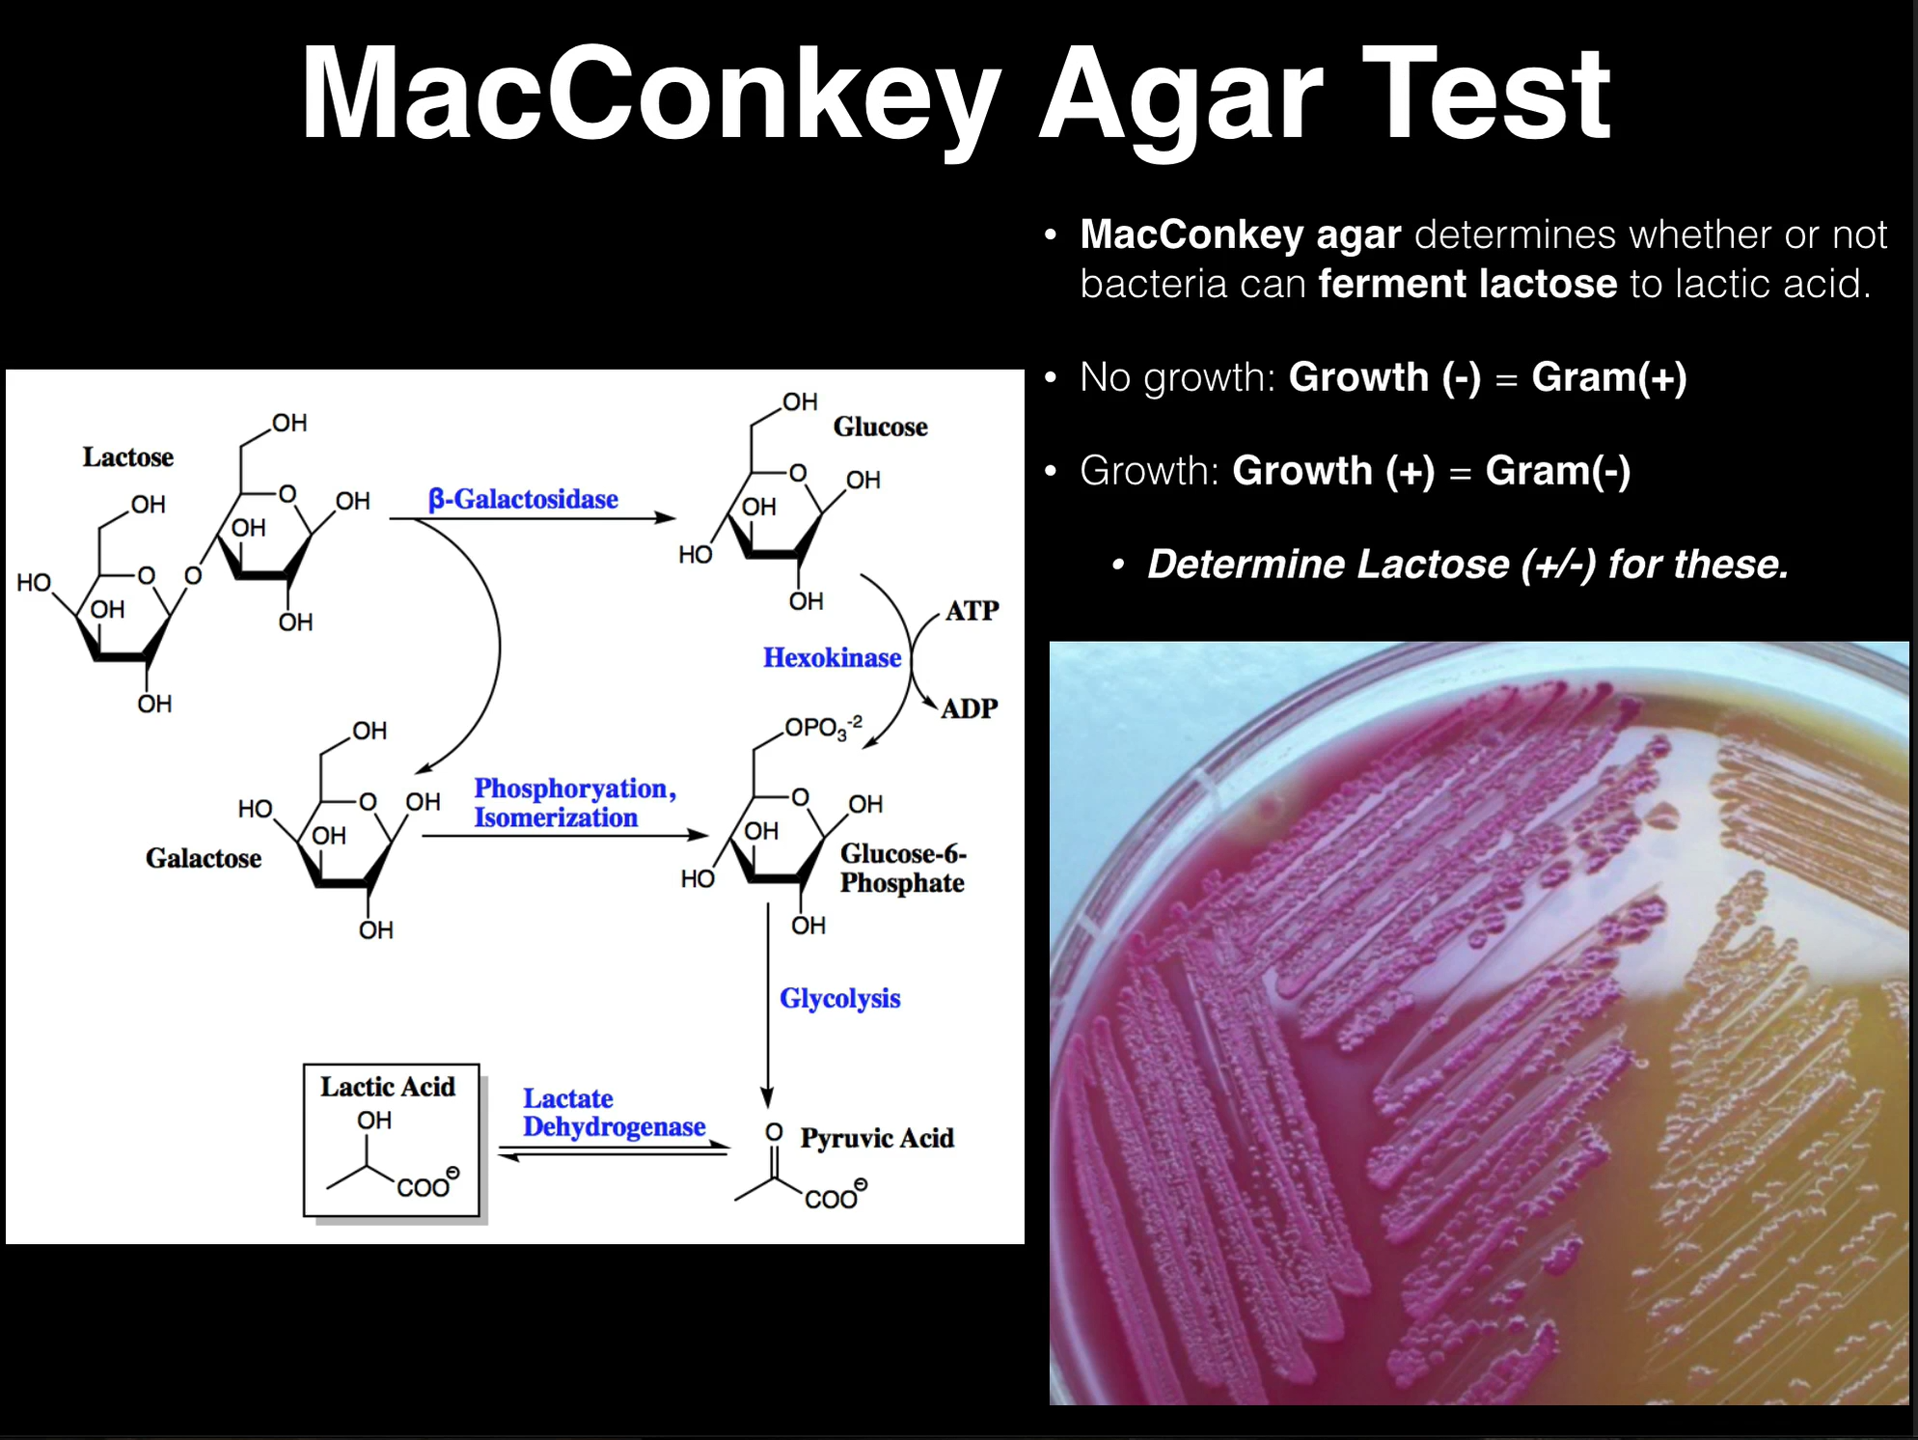 MacConkey Agar Test
• MacConkey agar determines whether or not
bacteria can ferment lactose to lactic acid.
• No growth: Growth (-) = Gram(+)
• Growth: Growth (+) = Gram(-)
• Determine Lactose (+/-) for these.
Lactose
OH
OH
O
OH
OH
O
OH
HO
O
OH
OH
β-Galactosidase
Glucose
OH
O
OH
OH
HO
OH
ATP
Hexokinase
ADP
Galactose
OH
HO
O
OH
OH
OH
Phosphoryation,
Isomerization
OPO₃⁻²
O
OH
OH
HO
OH
Glucose-6-
Phosphate
Glycolysis
Lactic Acid
OH
COO⊖
Lactate
Dehydrogenase
O
Pyruvic Acid
COO⊖